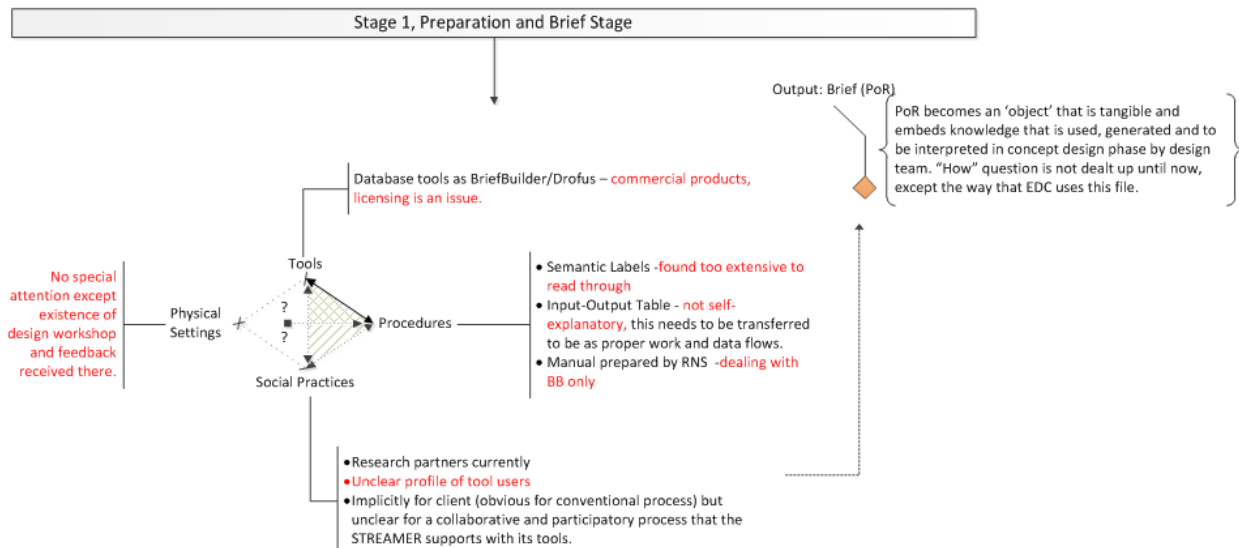 Stage 1, Preparation and Brief Stage
Output: Brief (PoR)
PoR becomes an ‘object’ that is tangible and
embeds knowledge that is used, generated and to
be interpreted in concept design phase by design
team. “How” question is not dealt up until now,
except the way that EDC uses this file.
Database tools as BriefBuilder/Drofus – commercial products,
licensing is an issue.
Tools
No special
attention except
existence of
design workshop
and feedback
received there.
Physical
Settings
?
?
Procedures
Social Practices
• Semantic Labels -found too extensive to
read through
• Input-Output Table - not self-
explanatory, this needs to be transferred
to be as proper work and data flows.
• Manual prepared by RNS -dealing with
BB only
•Research partners currently
•Unclear profile of tool users
•Implicitly for client (obvious for conventional process) but
unclear for a collaborative and participatory process that the
STREAMER supports with its tools.